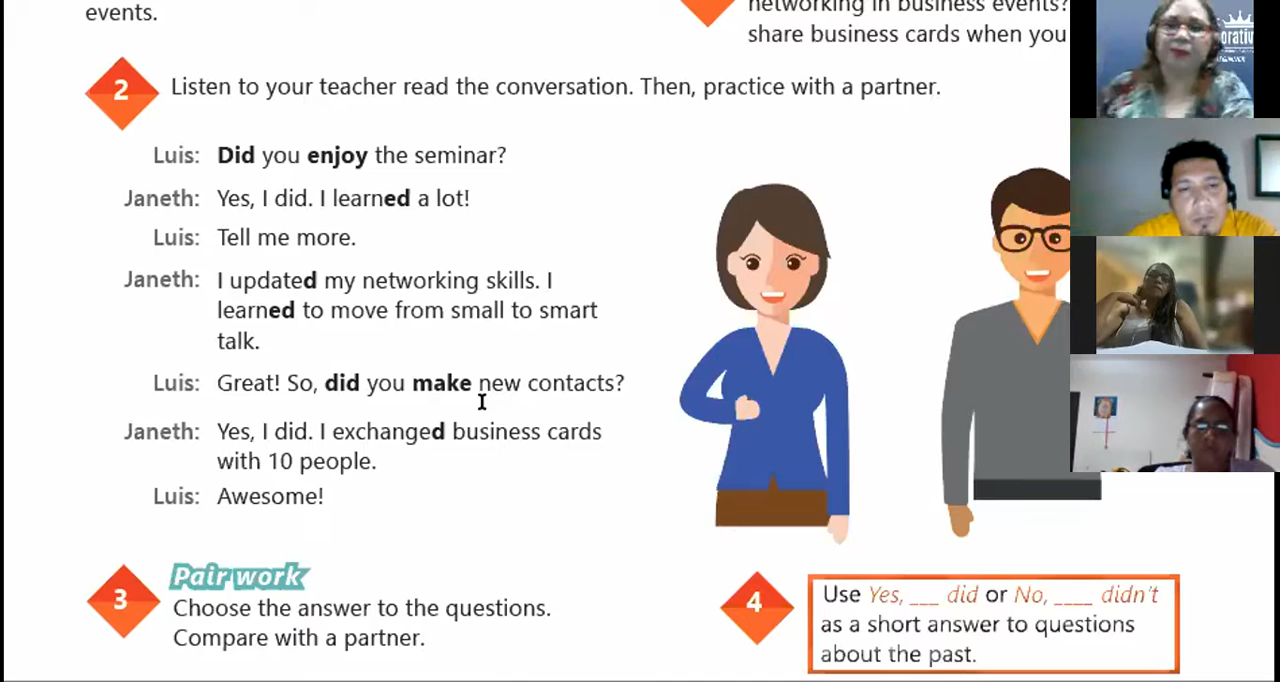 events.
networking in business events?
share business cards when you
2 Listen to your teacher read the conversation. Then, practice with a partner.
Luis: Did you enjoy the seminar?
Janeth: Yes, I did. I learned a lot!
Luis: Tell me more.
Janeth: I updated my networking skills. I
learned to move from small to smart
talk.
Luis: Great! So, did you make new contacts?
Janeth: Yes, I did. I exchanged business cards
with 10 people.
Luis: Awesome!
3 Pair work
Choose the answer to the questions.
Compare with a partner.
4 Use Yes, ___ did or No, ____ didn't
as a short answer to questions
about the past.